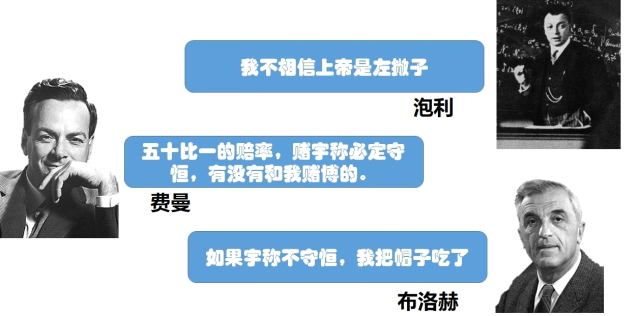 我不相信上帝是左撇子
泡利
五十比一的赔率，赌宇称必定守
恒，有没有和我赌博的。
费曼
如果宇称不守恒，我把帽子吃了
布洛赫